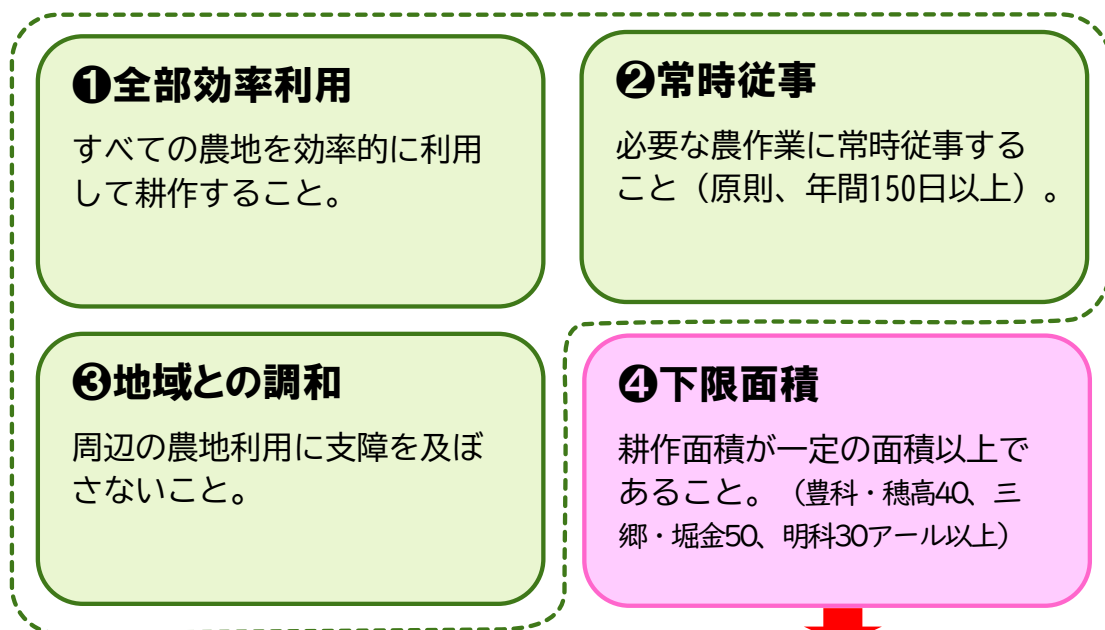 ❶全部効率利用
すべての農地を効率的に利用
して耕作すること。
❷常時従事
必要な農作業に常時従事する
こと（原則、年間150日以上）。
❸地域との調和
周辺の農地利用に支障を及ぼ
さないこと。
❹下限面積
耕作面積が一定の面積以上で
あること。（豊科・穂高40、三
郷・堀金50、明科30アール以上）